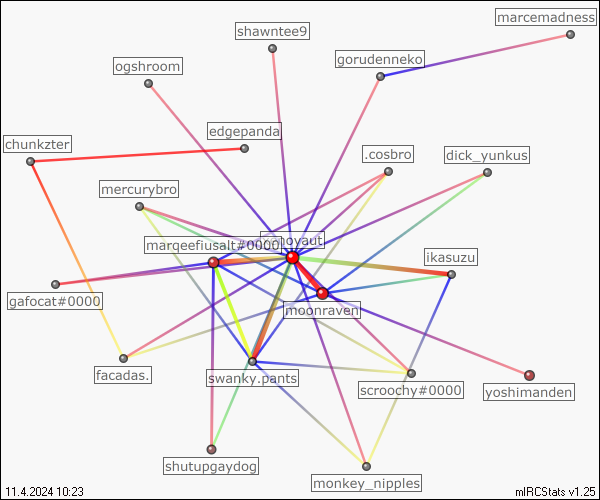 marcemadness
shawntee9
gorudenneko
ogshroom
edgepanda
chunkzter
.cosbro
dick_yunkus
mercurybro
marqeefiusalt#0000
ikasuzu
gafocat#0000
moonraven
facadas.
swanky.pants
scroochy#0000
yoshimanden
shutupgaydog
monkey_nipples
11.4.2024 10:23
mIRCStats v1.25